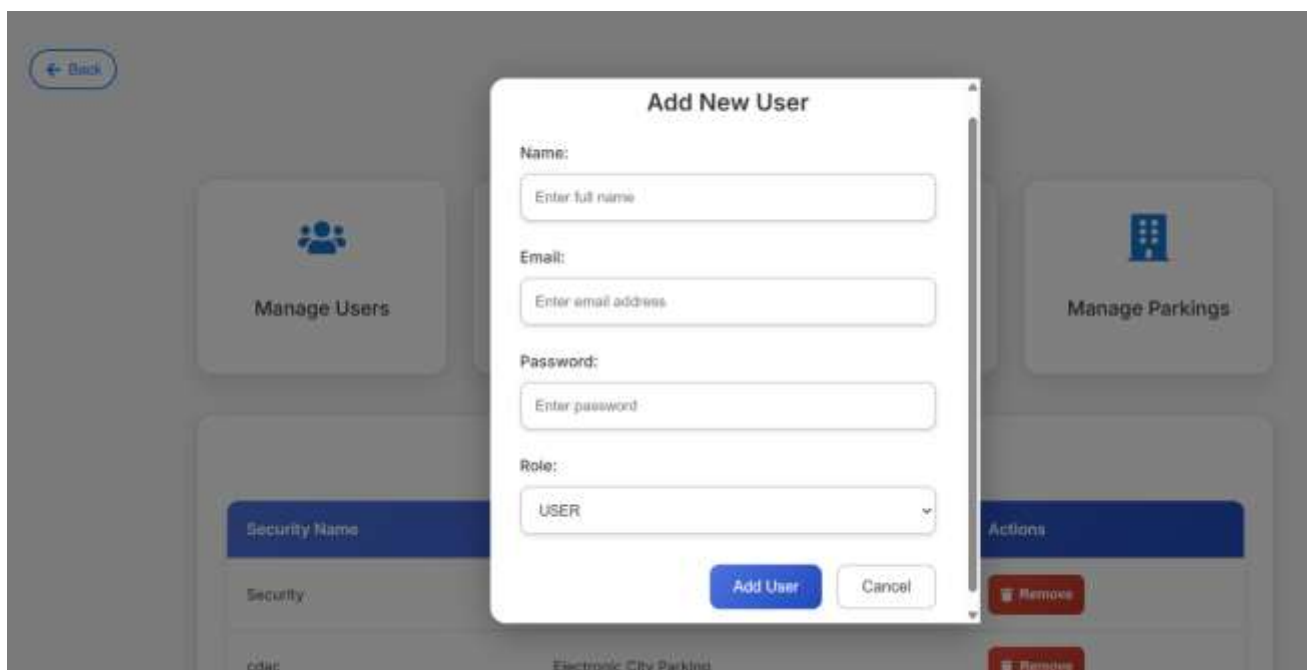 ← Back
Add New User
Name:
Enter full name
Email:
Enter email address
Manage Users
Manage Parkings
Password:
Enter password
Role:
USER
Security Name
Actions
Add User
Cancel
Security
Remove
cdac
Electronic City Parking
Remove